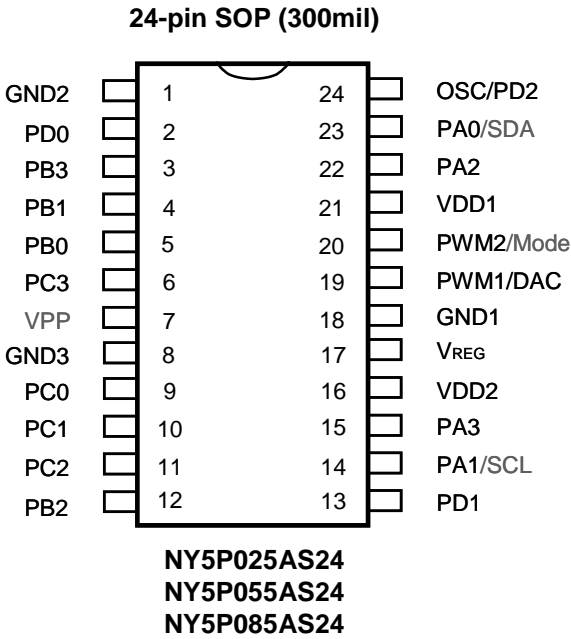 24-pin SOP (300mil)
GND2 1 24 OSC/PD2
PD0 2 23 PA0/SDA
PB3 3 22 PA2
PB1 4 21 VDD1
PB0 5 20 PWM2/Mode
PC3 6 19 PWM1/DAC
VPP 7 18 GND1
GND3 8 17 VREG
PC0 9 16 VDD2
PC1 10 15 PA3
PC2 11 14 PA1/SCL
PB2 12 13 PD1
NY5P025AS24
NY5P055AS24
NY5P085AS24